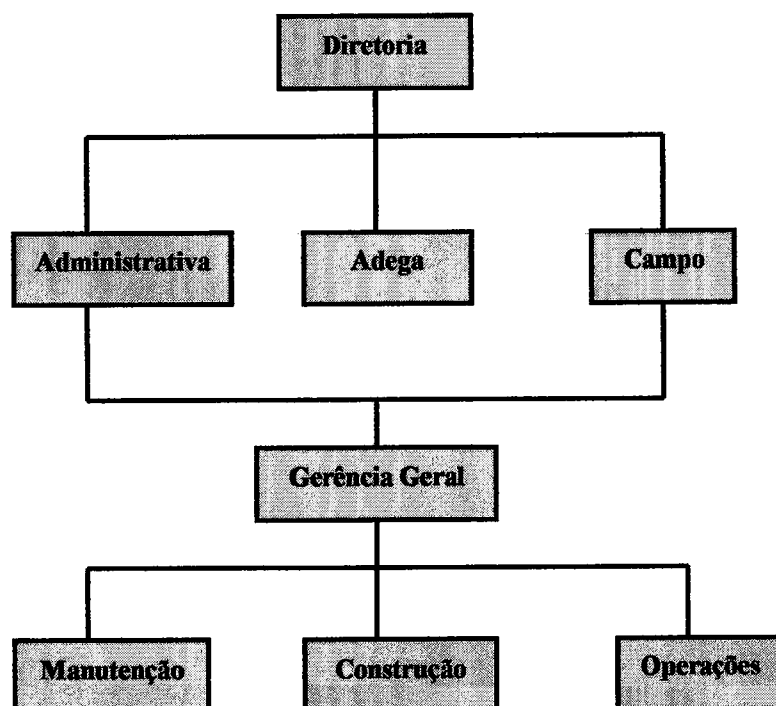 Diretoria
Administrativa
Adega
Campo
Gerência Geral
Manutenção
Construção
Operações